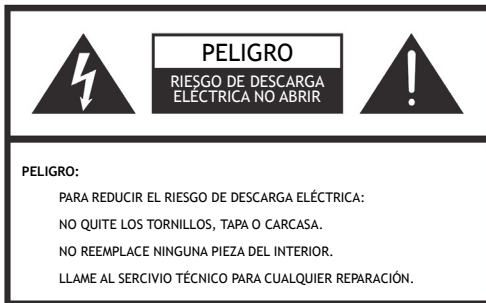 PELIGRO
RIESGO DE DESCARGA
ELÉCTRICA NO ABRIR
PELIGRO:
PARA REDUCIR EL RIESGO DE DESCARGA ELÉCTRICA:
NO QUITE LOS TORNILLOS, TAPA O CARCASA.
NO REEMPLACE NINGUNA PIEZA DEL INTERIOR.
LLAME AL SERCIVIO TÉCNICO PARA CUALQUIER REPARACIÓN.